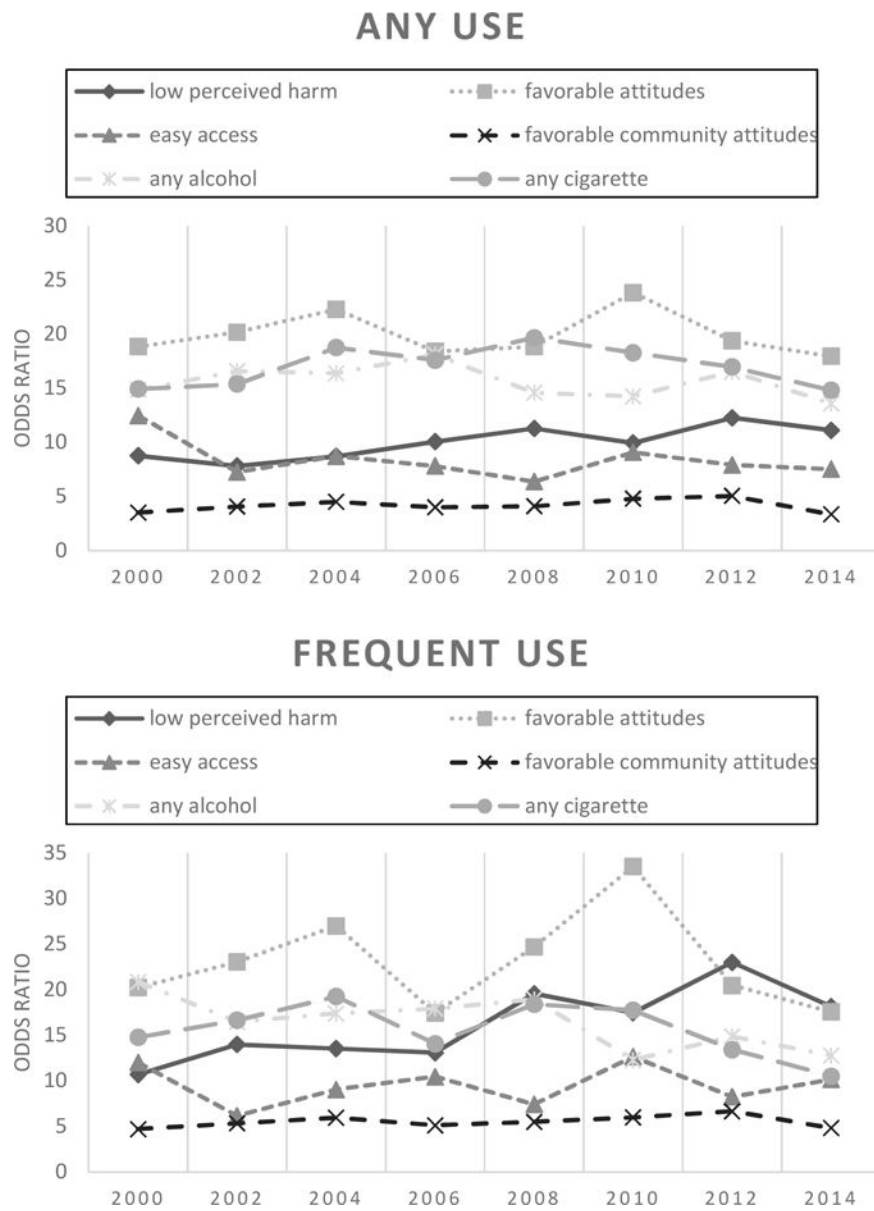 ANY USE
low perceived harm favorable attitudes
easy access favorable community attitudes
any alcohol any cigarette
30
25
20
15
10
5
0
ODDS RATIO
2000 2002 2004 2006 2008 2010 2012 2014
FREQUENT USE
low perceived harm favorable attitudes
easy access favorable community attitudes
any alcohol any cigarette
35
30
25
20
15
10
5
0
ODDS RATIO
2000 2002 2004 2006 2008 2010 2012 2014